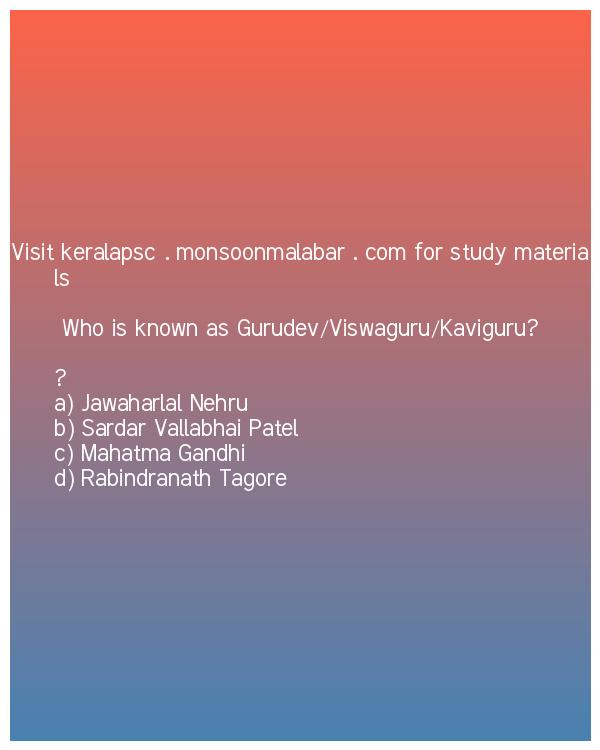 Visit keralapsc . monsoonmalabar . com for study materia
ls
Who is known as Gurudev/Viswaguru/Kaviguru?
?
a) Jawaharlal Nehru
b) Sardar Vallabhai Patel
c) Mahatma Gandhi
d) Rabindranath Tagore